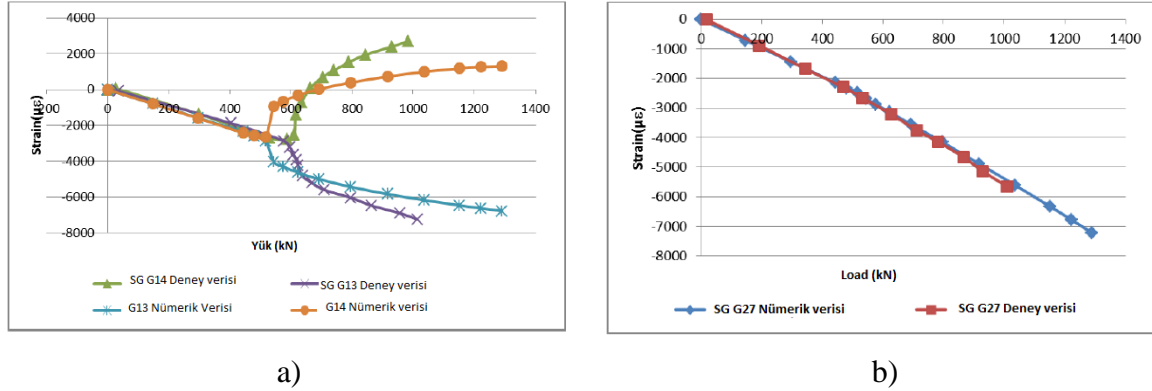 4000
2000
0
-2000
-4000
-6000
-8000
0 200 400 600 800 1000 1200 1400
Strain(µε)
Yük (kN)
SG G14 Deney verisi
SG G13 Deney verisi
G13 Nümerik Verisi
G14 Nümerik verisi
a)
0
-1000
-2000
-3000
-4000
-5000
-6000
-7000
-8000
0 200 400 600 800 1000 1200 1400
Strain(µε)
Load (kN)
SG G27 Nümerik verisi
SG G27 Deney verisi
b)